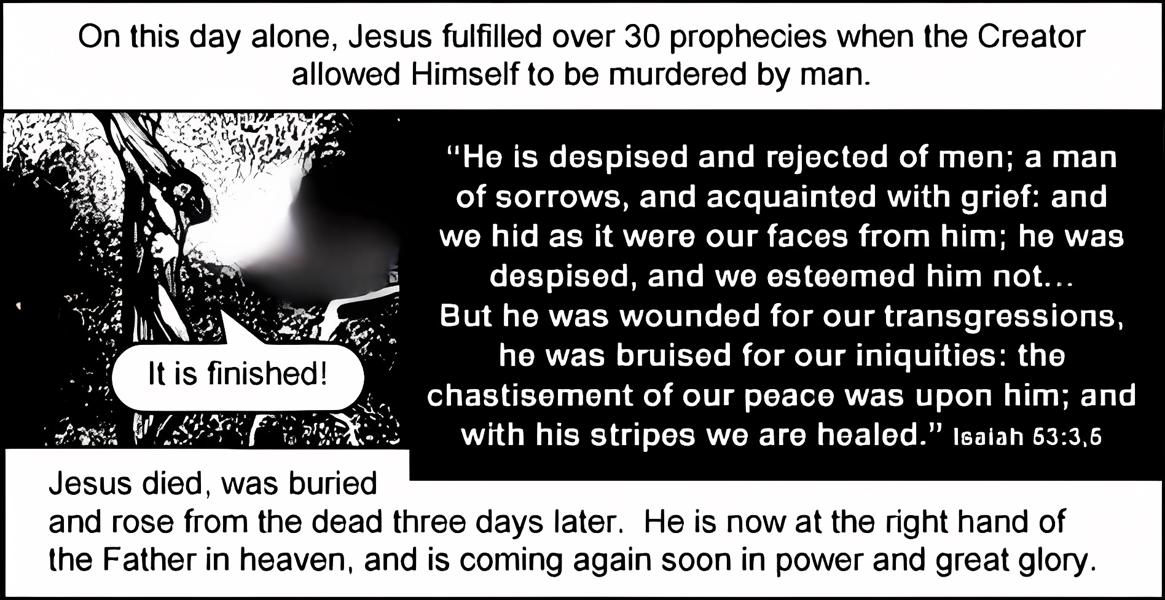 On this day alone, Jesus fulfilled over 30 prophecies when the Creator
allowed Himself to be murdered by man.
It is finished!
“He is despised and rejected of men; a man
of sorrows, and acquainted with grief: and
we hid as it were our faces from him; he was
despised, and we esteemed him not...
But he was wounded for our transgressions,
he was bruised for our iniquities: the
chastisement of our peace was upon him; and
with his stripes we are healed.” Isaiah 53:3,5
Jesus died, was buried
and rose from the dead three days later. He is now at the right hand of
the Father in heaven, and is coming again soon in power and great glory.